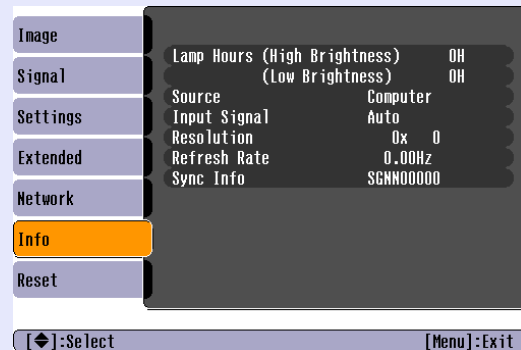 Image
Signal
Settings
Extended
Network
Info
Reset
Lamp Hours (High Brightness) 0H
(Low Brightness) 0H
Source Computer
Input Signal Auto
Resolution 0x 0
Refresh Rate 0.00Hz
Sync Info SGNN00000
[◆]:Select [Menu]:Exit